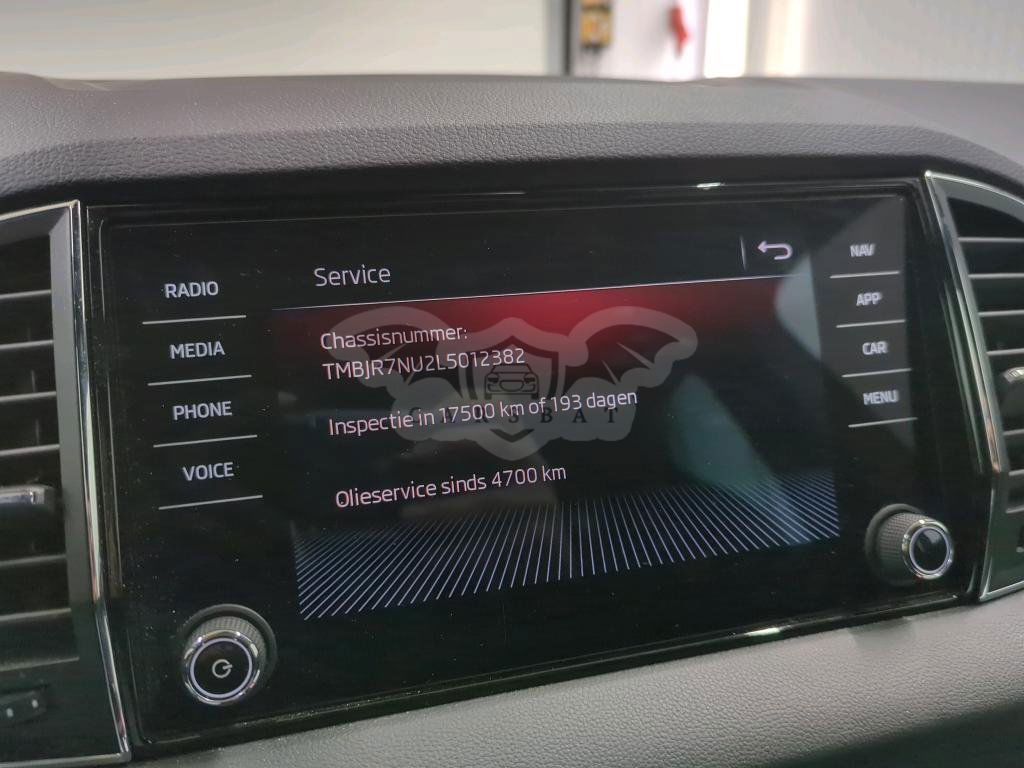 Service
RADIO
MEDIA
PHONE
VOICE
Chassisnummer:
TMBJR7NU2L5012382
Inspectie in 17500 km of 193 dagen
CARSBAT
Olieservice sinds 4700 km
NAV
APP
CAR
MENU